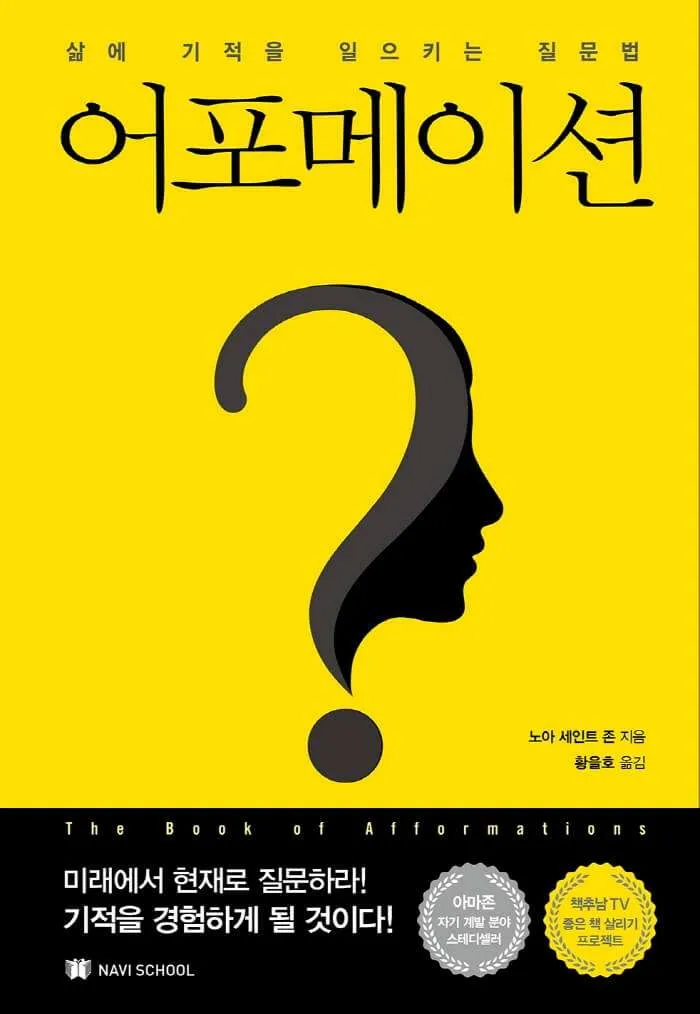 삶에 기적을 일으키는 질문법
어포메이션
노아 세인트 존 지음
황을호 옮김
The Book of Afformations
미래에서 현재로 질문하라!
기적을 경험하게 될 것이다!
아마존
자기 계발 분야
스테디셀러
책추남 TV
좋은 책 살리기
프로젝트
NAVI SCHOOL